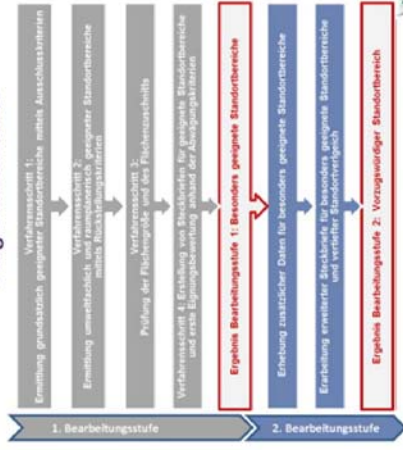 Verfahrensschritt 1:
Ermittlung grundsätzlich geeigneter Standortbereiche mittels Ausschlusskriterien
Verfahrensschritt 2:
Ermittlung umweltfachlich und raumplanerisch geeigneter Standortbereiche
mittels Rückstellungskriterien
Verfahrensschritt 3:
Prüfung der Flächengröße und des Flächenzuschnitts
Verfahrensschritt 4: Erstellung von Steckbriefen für geeignete Standortbereiche
und erste Eignungsbewertung anhand der Abwägungskriterien
Ergebnis Bearbeitungsstufe 1: Besonders geeignete Standortbereiche
1. Bearbeitungsstufe
Erhebung zusätzlicher Daten für besonders geeignete Standortbereiche
Erarbeitung erweiterter Steckbriefe für besonders geeignete Standortbereiche
und vertiefter Standortvergleich
Ergebnis Bearbeitungsstufe 2: Vorzugswürdiger Standortbereich
2. Bearbeitungsstufe